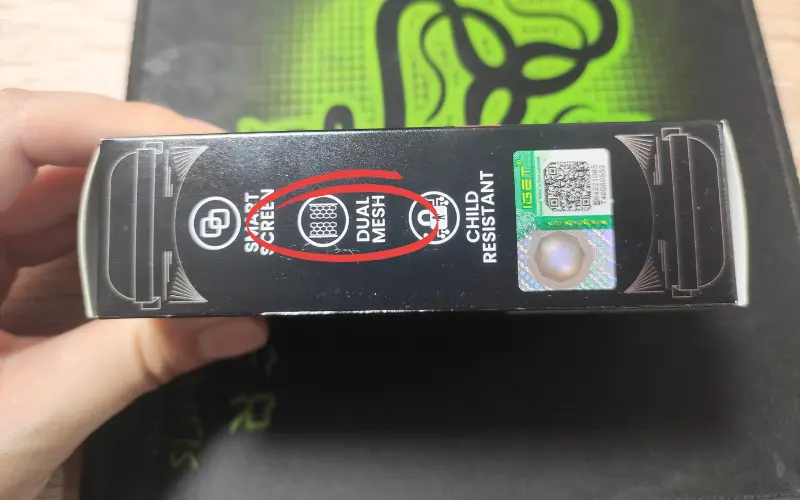 SMART
SCREEN
DUAL
MESH
CHILD
RESISTANT
IGET